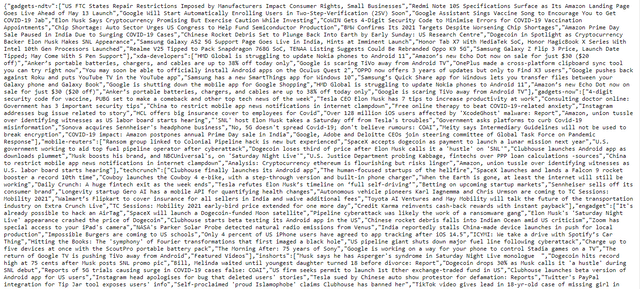 {"gadgets-ndtv":["US FTC States Repair Restrictions Imposed by Manufacturers Impact Consumer Rights, Small Businesses","Redmi Note 10S Specifications Surface as Its Amazon Landing Page
Goes Live Ahead of May 13 Launch","Google Will Start Automatically Enrolling Users in Two-Step Verification (2SV) Soon","Google Assistant Voice Changes Singing to Encourage You to Get
COVID-19 Jab","Elon Musk Says Cryptocurrency Promising But Exercise Caution While Investing","CoWIN Gets 4-Digit Security Code to Minimise Errors for COVID-19 Vaccination
Appointments","Chip Shortage: Auto Sector Urges US Congress to Help Fund Semiconductor Production","BMW Confirms Its 2021 Targets Despite Worsening Chip Shortages","Amazon Prime Day
Sale Paused in India Due to Surging COVID-19 Cases","Chinese Rocket Debris Set to Plunge Back Into Earth by Early Sunday: US Research Centre","Dogecoin in Spotlight as Cryptocurrency
Backer Elon Musk Makes SNL Appearance","Samsung Galaxy A52 5G Support Page Goes Live in India, Hints at Imminent Launch","Honor Tab X7 With MediaTek SoC, Honor MagicBook X Series With
Intel 10th Gen Processors Launched","Realme V25 Tipped to Pack Snapdragon 768G SoC, TENAA Listing Suggests Could Be Rebranded Oppo K9 5G","Samsung Galaxy Z Flip 3 Price, Launch Date
Tipped; May Come With S Pen Support"],"xda-developers":["HMD Global is struggling to update Nokia phones to Android 11","Amazon's new Echo Dot now on sale for just $30 ($20
off)","Anker's portable batteries, chargers, and cables are up to 38% off today only","Google is scaring TiVo away from Android TV","OnePlus made a cross-platform clipboard sync tool
you can try right now","You may soon be able to officially install Android apps on the Oculus Quest 2","OPPO now offers 3 years of updates but only to Find X3 users","Google pushes back
against Roku and puts YouTube TV in the YouTube app","Samsung has a new SmartThings app for Windows 10","Samsung's Quick Share app for Windows lets you transfer files between your
Galaxy phone and Galaxy Book","Google is shutting down the mobile app for Google Shopping","HMD Global is struggling to update Nokia phones to Android 11","Amazon's new Echo Dot now on
sale for just $30 ($20 off)","Anker's portable batteries, chargers, and cables are up to 38% off today only","Google is scaring TiVo away from Android TV"],"gadgets-now":["4-digit
security code for vaccine, PUBG set to make a comeback and other top tech news of the week","Tesla CEO Elon Musk has 7 tips to increase productivity at work","Consulting doctor online:
Government has 9 security tips","China to restrict mobile app news notifications in internet clampdown","Free online therapy to beat COVID-19-related anxiety","Instagram
addresses bug issue related to story","HCL offers big insurance cover to employees for Covid","Over 128 million iOS users affected by 'XcodeGhost' malware: Report","Amazon, union tussle
over identifying witnesses as US labor board starts hearing","'SNL' host Elon Musk takes a Saturday off from Tesla's troubles","Government asks platforms to curb Covid-19
misinformation","Sonova acquires Sennheiser's headphone business","No, 5G doesn't spread Covid-19; don't believe rumours: COAI","Meity says Intermediary Guidelines will not be used to
break encryption","COVID-19 impact: Amazon postpones annual Prime Day sale in India","Google, Adobe and Deloitte CEOs join steering committee of Global Task Force on Pandemic
Response"],"mobile-reuters":["Ransom group linked to Colonial Pipeline hack is new but experienced","SpaceX accepts dogecoin as payment to launch a lunar mission next year","U.S.
government working to aid top fuel pipeline operator after cyberattack","Dogecoin loses third of price after Elon Musk calls it a 'hustle' on 'SNL'","Clubhouse launches Android app as
downloads plummet","Musk boosts his brand, and NBCUniversal's, on 'Saturday Night Live'","U.S. Justice Department probing Kabbage, fintechs over PPP loan calculations -sources","China
to restrict mobile app news notifications in internet clampdown","Analysis: Cryptocurrency ethereum is flourishing but risks linger","Amazon, union tussle over identifying witnesses as
U.S. labor board starts hearing"],"techcrunch":["Clubhouse finally launches its Android app","The human-focused startups of the hellfire","SpaceX launches and lands a Falcon 9 rocket
booster a record 10th time","Cowboy launches the Cowboy 4 e-bike, with a step-through version and built-in phone charger","When the Earth is gone, at least the internet will still be
working","Daily Crunch: A huge fintech exit as the week ends","Tesla refutes Elon Musk's timeline on 'full self-driving'","Betting on upcoming startup markets","Sennheiser sells off its
consumer brand","Longevity startup Gero AI has a mobile API for quantifying health changes","Autonomous vehicle pioneers Karl Iagnemma and Chris Urmson are coming to TC Sessions:
Mobility 2021","Walmart's Flipkart to cover insurance for all sellers in India and waive additional fees","Toyota AI Ventures and May Mobility will talk the future of the transportation
industry on Extra Crunch Live","TC Sessions: Mobility 2021 early-bird price extended for one more day","Credit Karma reinvents cash-back rewards with instant payback"],"engadget":["It's
already possible to hack an AirTag","SpaceX will launch a Dogecoin-funded Moon satellite","Pipeline cyberattack was likely the work of a ransomware gang","Elon Musk's 'Saturday Night
Live' appearance crashed the price of Dogecoin","Clubhouse starts beta testing its Android app in the US","Chinese rocket debris falls into Indian Ocean amid US criticism","Zoom has
special access to your iPad's camera","NASA's Parker Solar Probe detected natural radio emissions from Venus","India reportedly stalls China-made device launches in push for local
production","Impossible Burgers are coming to US schools","Only 4 percent of US iPhone owners have agreed to app tracking after iOS 14.5","ICYMI: We take a drive with Spotify's Car
Thing","Hitting the Books: The 'symphony' of Fourier transformations that first imaged a black hole","US pipeline giant shuts down major fuel line following cyberattack","Charge up to
five devices at once with the ScoutPro portable battery pack","The Morning After: 75 years of Sony","Google is working on a way for your phone to control Stadia games on a TV","The
return of Google TV is pushing TiVo away from Android","Featured Videos"],"inshorts":["Musk says he has Asperger's syndrome in Saturday Night Live monologue","Dogecoin hits record
high at 75 cents after Musk posts SNL promo pic","Bill, Melinda waited until youngest daughter turned 18 before divorce: Report","Dogecoin drops 30% as Musk calls it 'a hustle' during
SNL debut","Reports of 5G trials causing surge in COVID-19 cases false: COAI","US firm seeks permit to launch 1st Ether exchange-traded fund in US","Clubhouse launches beta version of
Android app for US users","Instagram head apologises for bug that deleted users' stories","Tesla sued by Chinese auto show protestor for defamation: Reports","Twitter's PayPal
integration for Tip Jar tool exposes users' info","Self-proclaimed 'proud Islamophobe' claims Clubhouse has banned her","TikTok video gives lead in 18-yr-old case of missing girl in